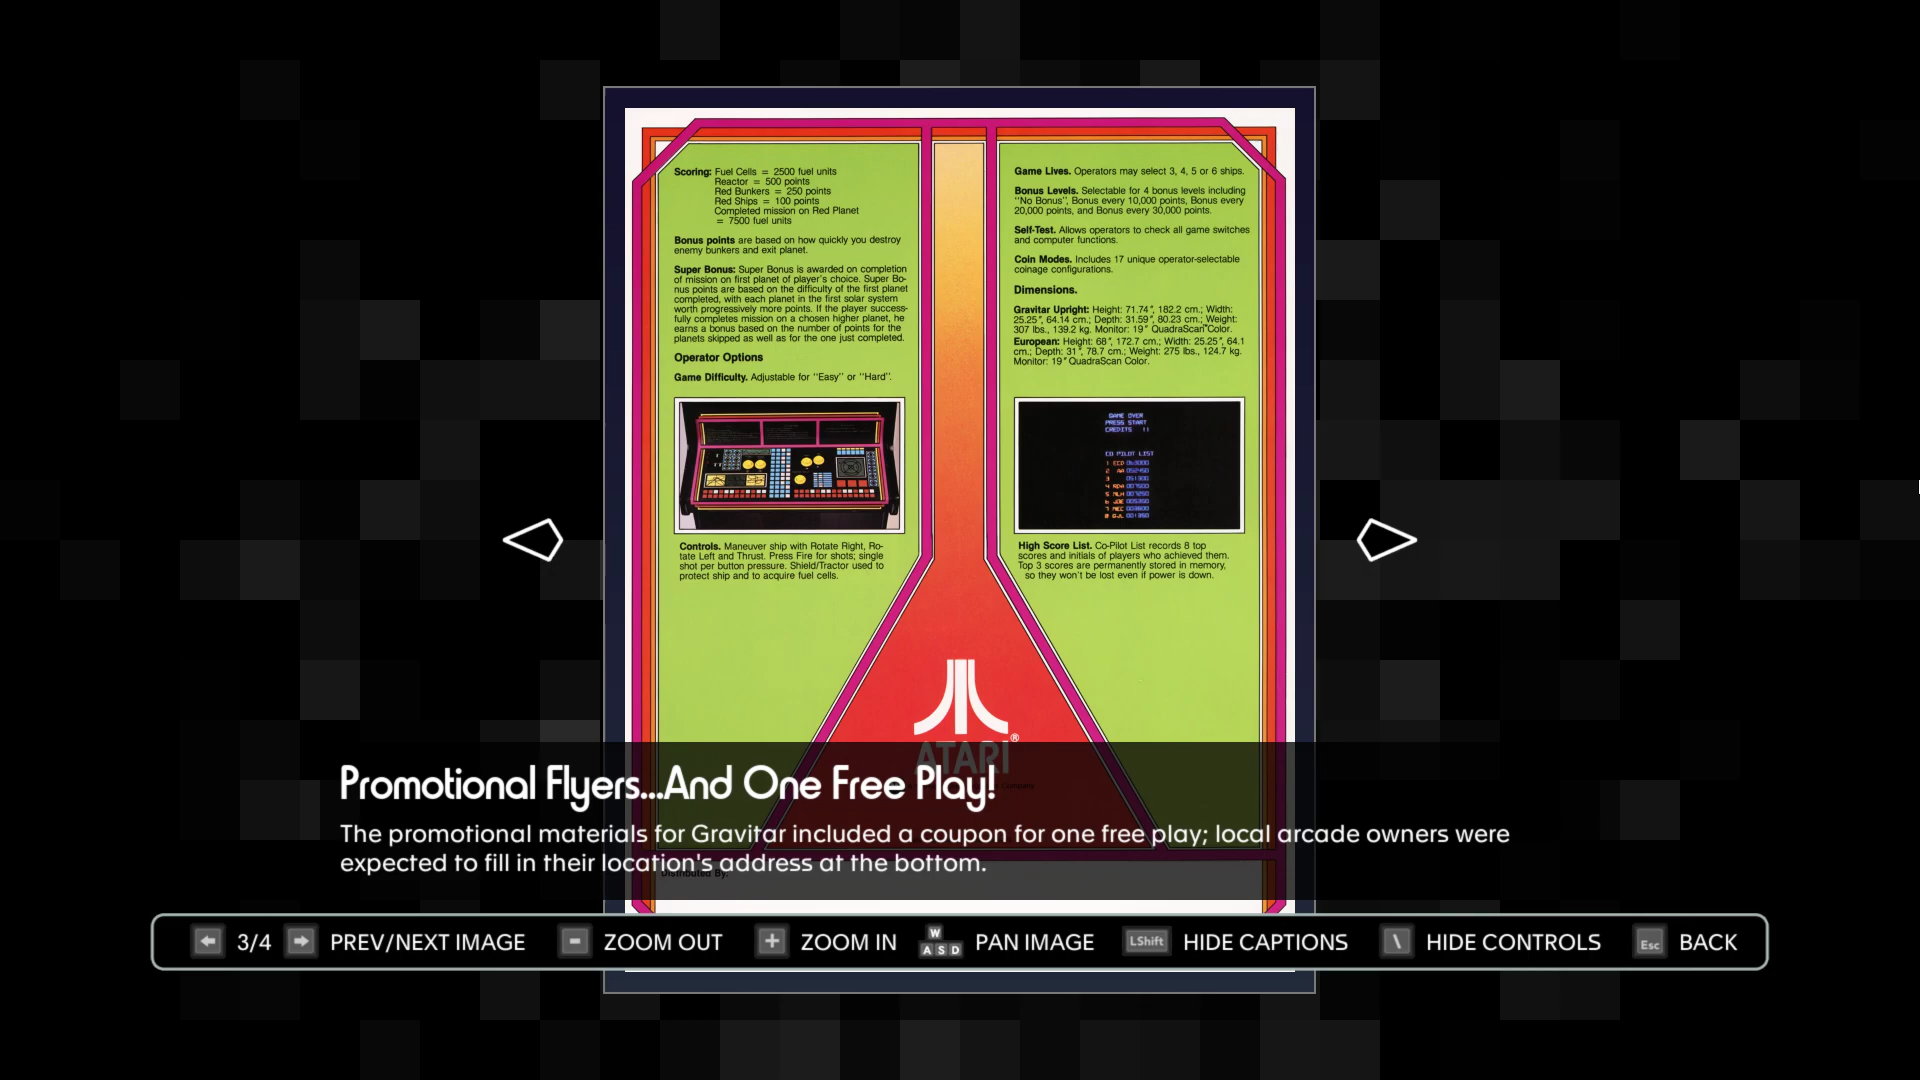 Scoring: Fuel Cells = 2500 fuel units
Reactor = 500 points
Red Bunkers = 250 points
Red Ships = 100 points
Completed mission on Red Planet
= 7500 fuel units
Bonus points are based on how quickly you destroy
enemy bunkers and exit planet.
Super Bonus: Super Bonus is awarded on completion
of mission on first planet of player's choice. Super Bo-
nus points are based on the difficulty of the first planet
completed, with each planet in the first solar system
worth progressively more points. If the player success-
fully completes mission on a chosen higher planet, he
earns a bonus based on the number of points for the
planets skipped as well as for the one just completed.
Operator Options
Game Difficulty. Adjustable for "Easy" or "Hard".
Controls. Maneuver ship with Rotate Right, Ro-
tate Left and Thrust. Press Fire for shots; single
shot per button pressure. Shield/Tractor used to
protect ship and to acquire fuel cells.
Game Lives. Operators may select 3, 4, 5 or 6 ships.
Bonus Levels. Selectable for 4 bonus levels including
"No Bonus", Bonus every 10,000 points, Bonus every
20,000 points, and Bonus every 30,000 points.
Self-Test. Allows operators to check all game switches
and computer functions.
Coin Modes. Includes 17 unique operator-selectable
coinage configurations.
Dimensions.
Gravitar Upright: Height: 71.74", 182.2 cm.; Width:
25.25", 64.14 cm.; Depth: 31.59", 80.23 cm.; Weight:
307 lbs., 139.2 kg. Monitor: 19" QuadraScan™ Color.
European: Height: 68", 172.7 cm.; Width: 25.25", 64.1
cm.; Depth: 31", 78.7 cm.; Weight: 275 lbs., 124.7 kg.
Monitor: 19" QuadraScan Color.
GAME OVER
PRESS START
CREDITS 11
CO PILOT LIST
High Score List. Co-Pilot List records 8 top
scores and initials of players who achieved them.
Top 3 scores are permanently stored in memory,
so they won't be lost even if power is down.
ATARI®
Company
Promotional Flyers...And One Free Play!
The promotional materials for Gravitar included a coupon for one free play; local arcade owners were
expected to fill in their location's address at the bottom.
Distributed By:
3/4 PREV/NEXT IMAGE - ZOOM OUT + ZOOM IN W A S D PAN IMAGE LShift HIDE CAPTIONS \ HIDE CONTROLS Esc BACK